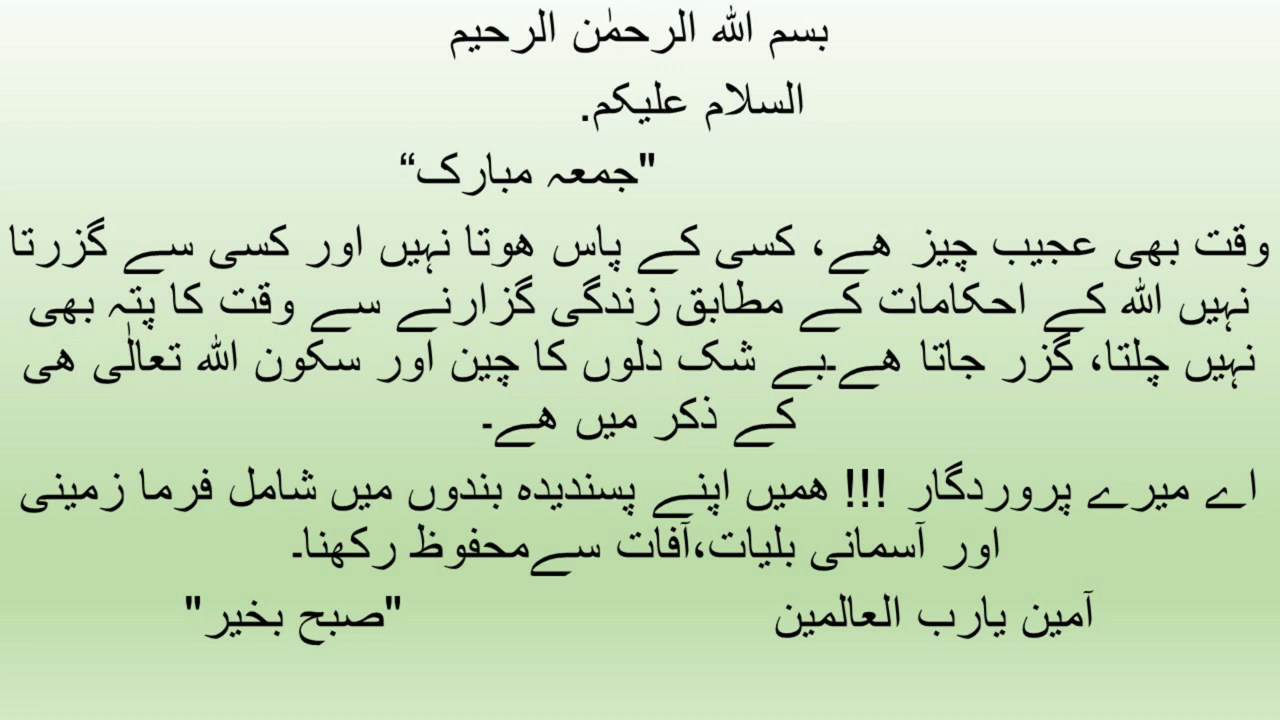 بسم اللہ الرحمٰن الرحیم
السلام علیکم.
"جمعہ مبارک“
وقت بھی عجیب چیز ھے، کسی کے پاس ھوتا نہیں اور کسی سے گزرتا
نہیں اللہ کے احکامات کے مطابق زندگی گزارنے سے وقت کا پتہ بھی
نہیں چلتا، گزر جاتا ھے۔بے شک دلوں کا چین اور سکون اللہ تعالٰی ھی
کے ذکر میں ھے۔
اے میرے پروردگار !!! ھمیں اپنے پسندیدہ بندوں میں شامل فرما زمینی
اور آسمانی بلیات،آفات سےمحفوظ رکھنا۔
آمین یارب العالمین "صبح بخیر"